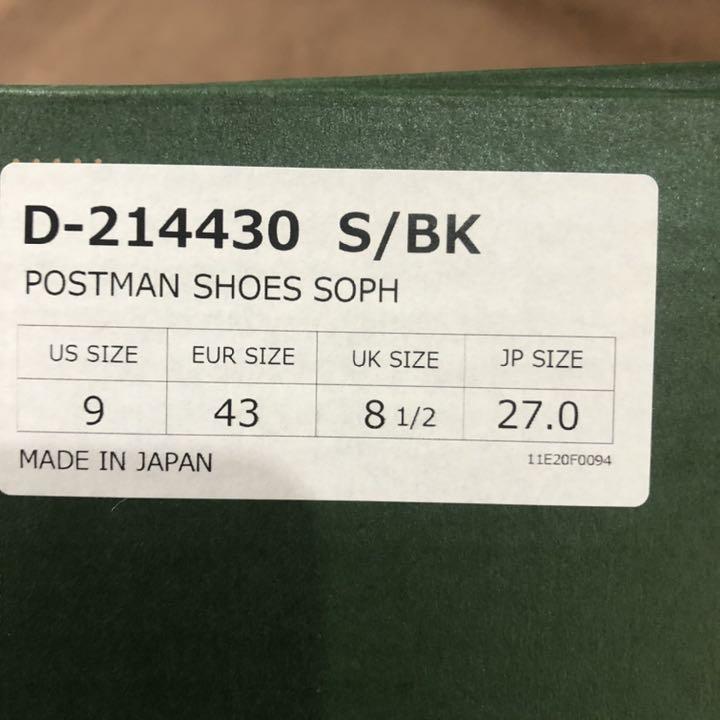 D-214430 S/BK
POSTMAN SHOES SOPH
US SIZE EUR SIZE UK SIZE JP SIZE
9 43 8 1/2 27.0
MADE IN JAPAN 11E20F0094